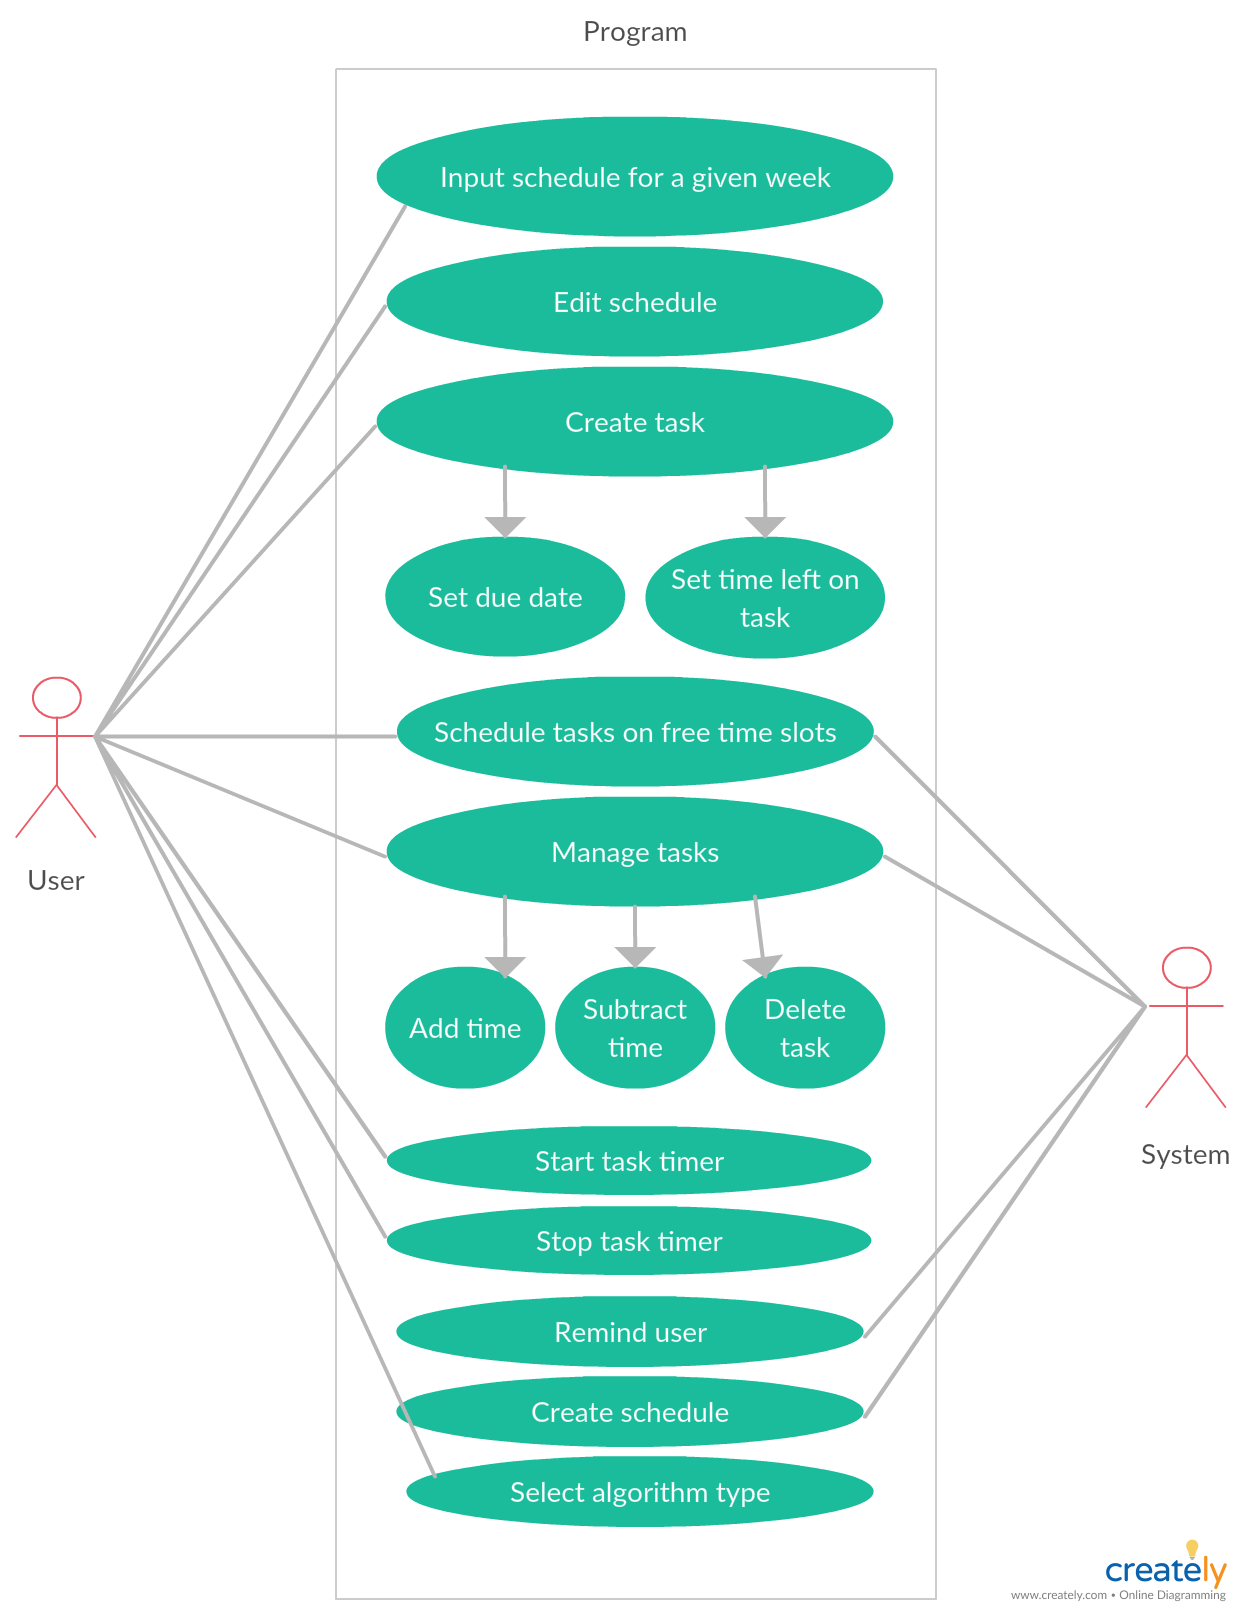 Program
Input schedule for a given week
Edit schedule
Create task
Set due date
Set time left on
task
Schedule tasks on free time slots
Manage tasks
User
Add time
Subtract
time
Delete
task
Start task timer
System
Stop task timer
Remind user
Create schedule
Select algorithm type
creately
www.creately.com • Online Diagramming